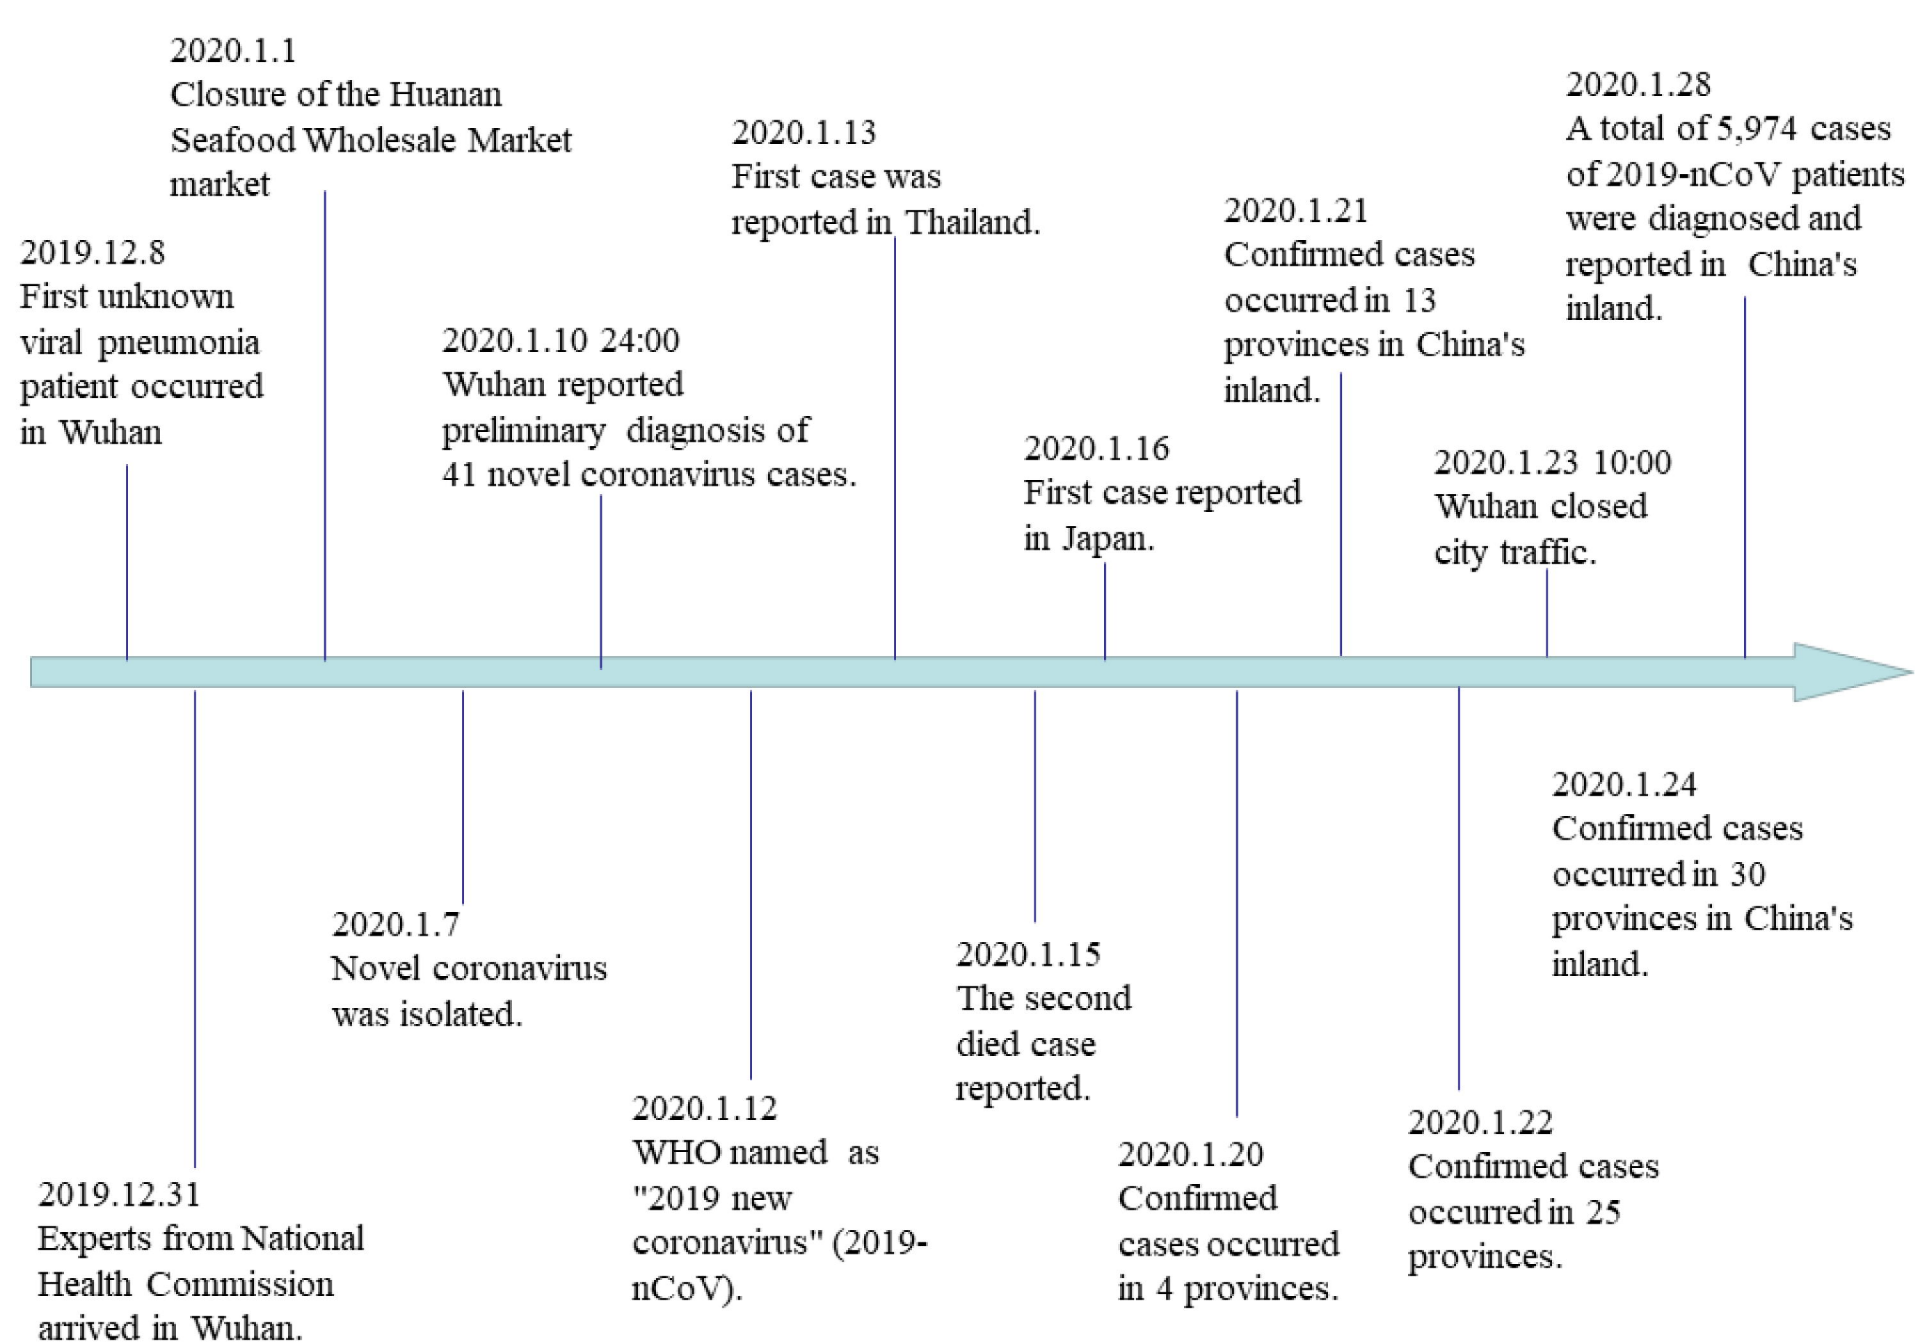 2020.1.1
Closure of the Huanan
Seafood Wholesale Market
market
2020.1.28
A total of 5,974 cases
of 2019-nCoV patients
were diagnosed and
reported in China's
inland.
2020.1.13
First case was
reported in Thailand.
2020.1.21
Confirmed cases
occurred in 13
provinces in China's
inland.
2019.12.8
First unknown
viral pneumonia
patient occurred
in Wuhan
2020.1.10 24:00
Wuhan reported
preliminary diagnosis of
41 novel coronavirus cases.
2020.1.16
First case reported
in Japan.
2020.1.23 10:00
Wuhan closed
city traffic.
2020.1.24
Confirmed cases
occurred in 30
provinces in China's
inland.
2020.1.7
Novel coronavirus
was isolated.
2020.1.15
The second
died case
reported.
2020.1.12
WHO named as
"2019 new
coronavirus" (2019-
nCoV).
2020.1.20
Confirmed
cases occurred
in 4 provinces.
2020.1.22
Confirmed cases
occurred in 25
provinces.
2019.12.31
Experts from National
Health Commission
arrived in Wuhan.